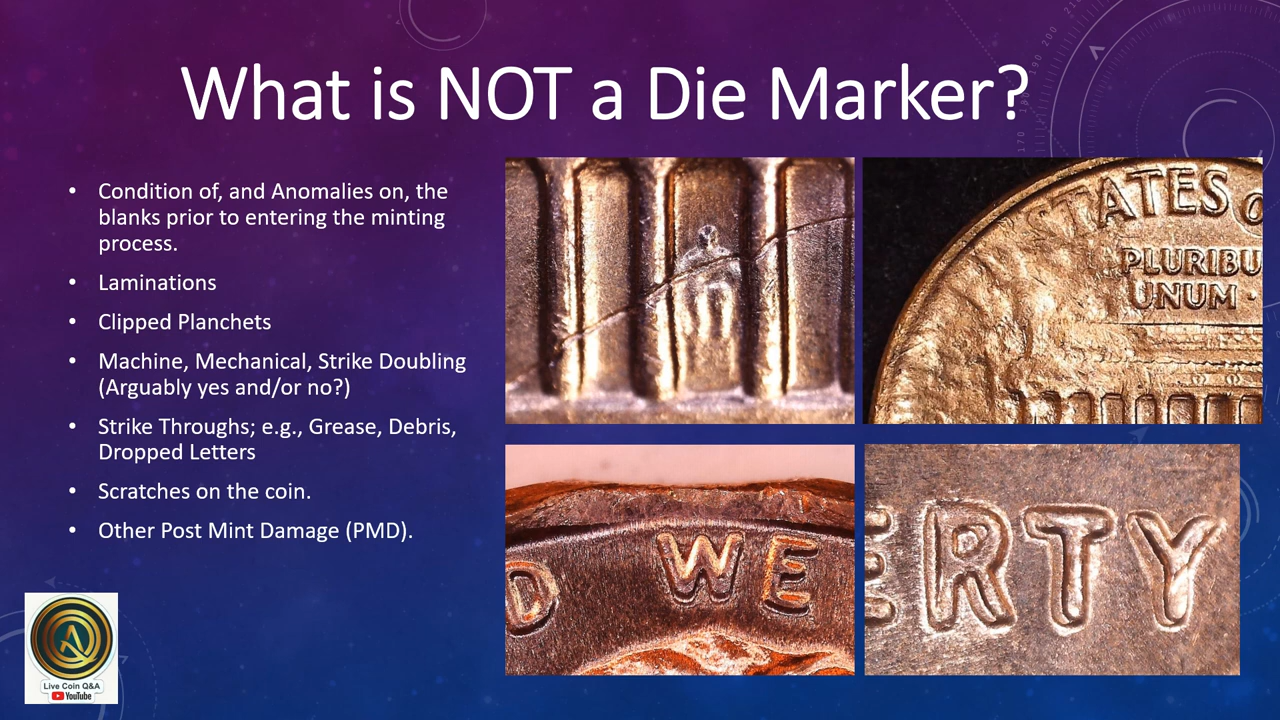 What is NOT a Die Marker?
• Condition of, and Anomalies on, the
blanks prior to entering the minting
process.
• Laminations
• Clipped Planchets
• Machine, Mechanical, Strike Doubling
(Arguably yes and/or no?)
• Strike Throughs; e.g., Grease, Debris,
Dropped Letters
• Scratches on the coin.
• Other Post Mint Damage (PMD).
STATES O
PLURIBU
UNUM ·
D WE
ERTY
Live Coin Q&A
YouTube
170
200